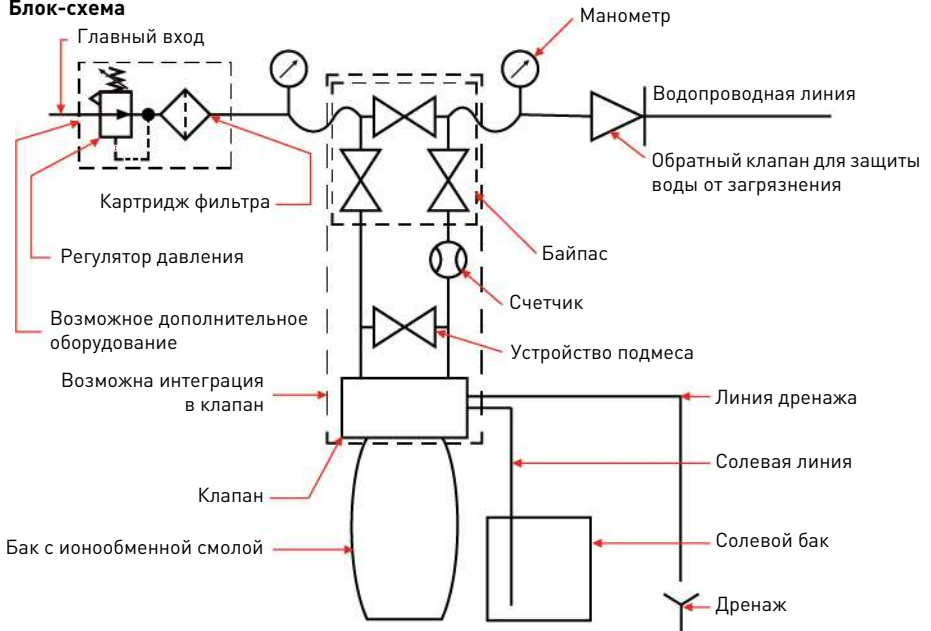 Блок-схема
Главный вход
Манометр
Водопроводная линия
Обратный клапан для защиты
воды от загрязнения
Картридж фильтра
Байпас
Регулятор давления
Счетчик
Возможное дополнительное
оборудование
Устройство подмеса
Возможна интеграция
в клапан
Линия дренажа
Солевая линия
Клапан
Бак с ионообменной смолой
Солевой бак
Дренаж